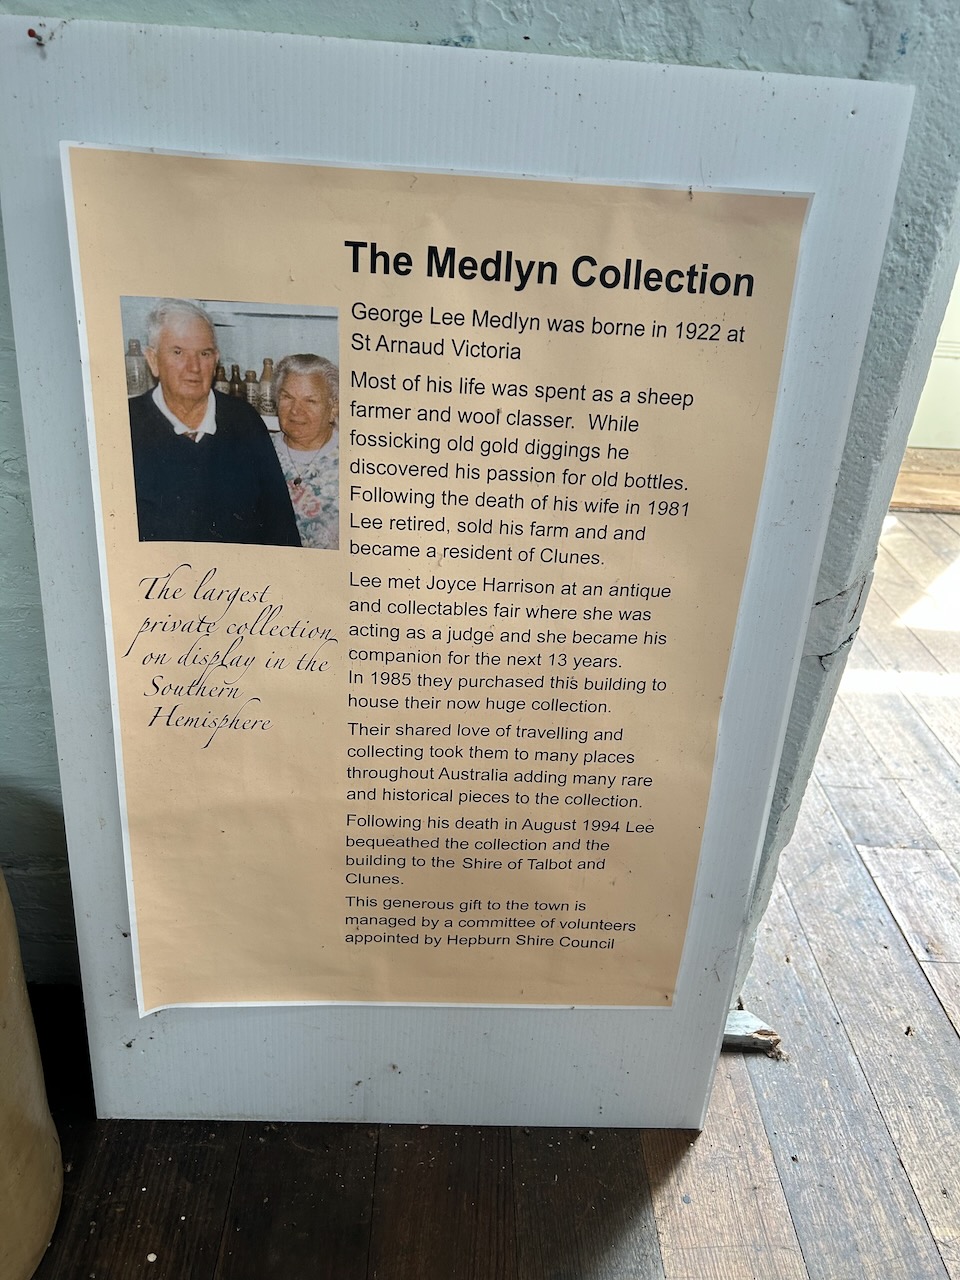 The Medlyn Collection
George Lee Medlyn was borne in 1922 at
St Arnaud Victoria
Most of his life was spent as a sheep
farmer and wool classer. While
fossicking old gold diggings he
discovered his passion for old bottles.
Following the death of his wife in 1981
Lee retired, sold his farm and and
became a resident of Clunes.
Lee met Joyce Harrison at an antique
and collectables fair where she was
acting as a judge and she became his
companion for the next 13 years.
In 1985 they purchased this building to
house their now huge collection.
Their shared love of travelling and
collecting took them to many places
throughout Australia adding many rare
and historical pieces to the collection.
Following his death in August 1994 Lee
bequeathed the collection and the
building to the Shire of Talbot and
Clunes.
This generous gift to the town is
managed by a committee of volunteers
appointed by Hepburn Shire Council
The largest
private collection
on display in the
Southern
Hemisphere